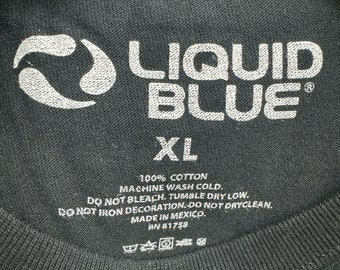 LIQUID
BLUE®
XL
100% COTTON
MACHINE WASH COLD.
DO NOT BLEACH. TUMBLE DRY LOW.
DO NOT IRON DECORATION. DO NOT DRYCLEAN.
MADE IN MEXICO.
RN 81758